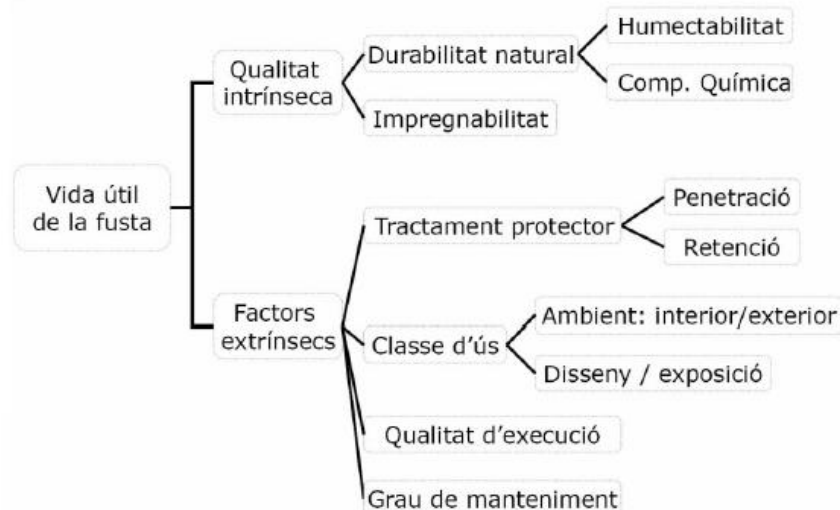 Vida útil
de la fusta
Qualitat
intrínseca
Durabilitat natural
Humectabilitat
Comp. Química
Impregnabilitat
Factors
extrínsecs
Tractament protector
Penetració
Retenció
Classe d'ús
Ambient: interior/exterior
Disseny / exposició
Qualitat d'execució
Grau de manteniment